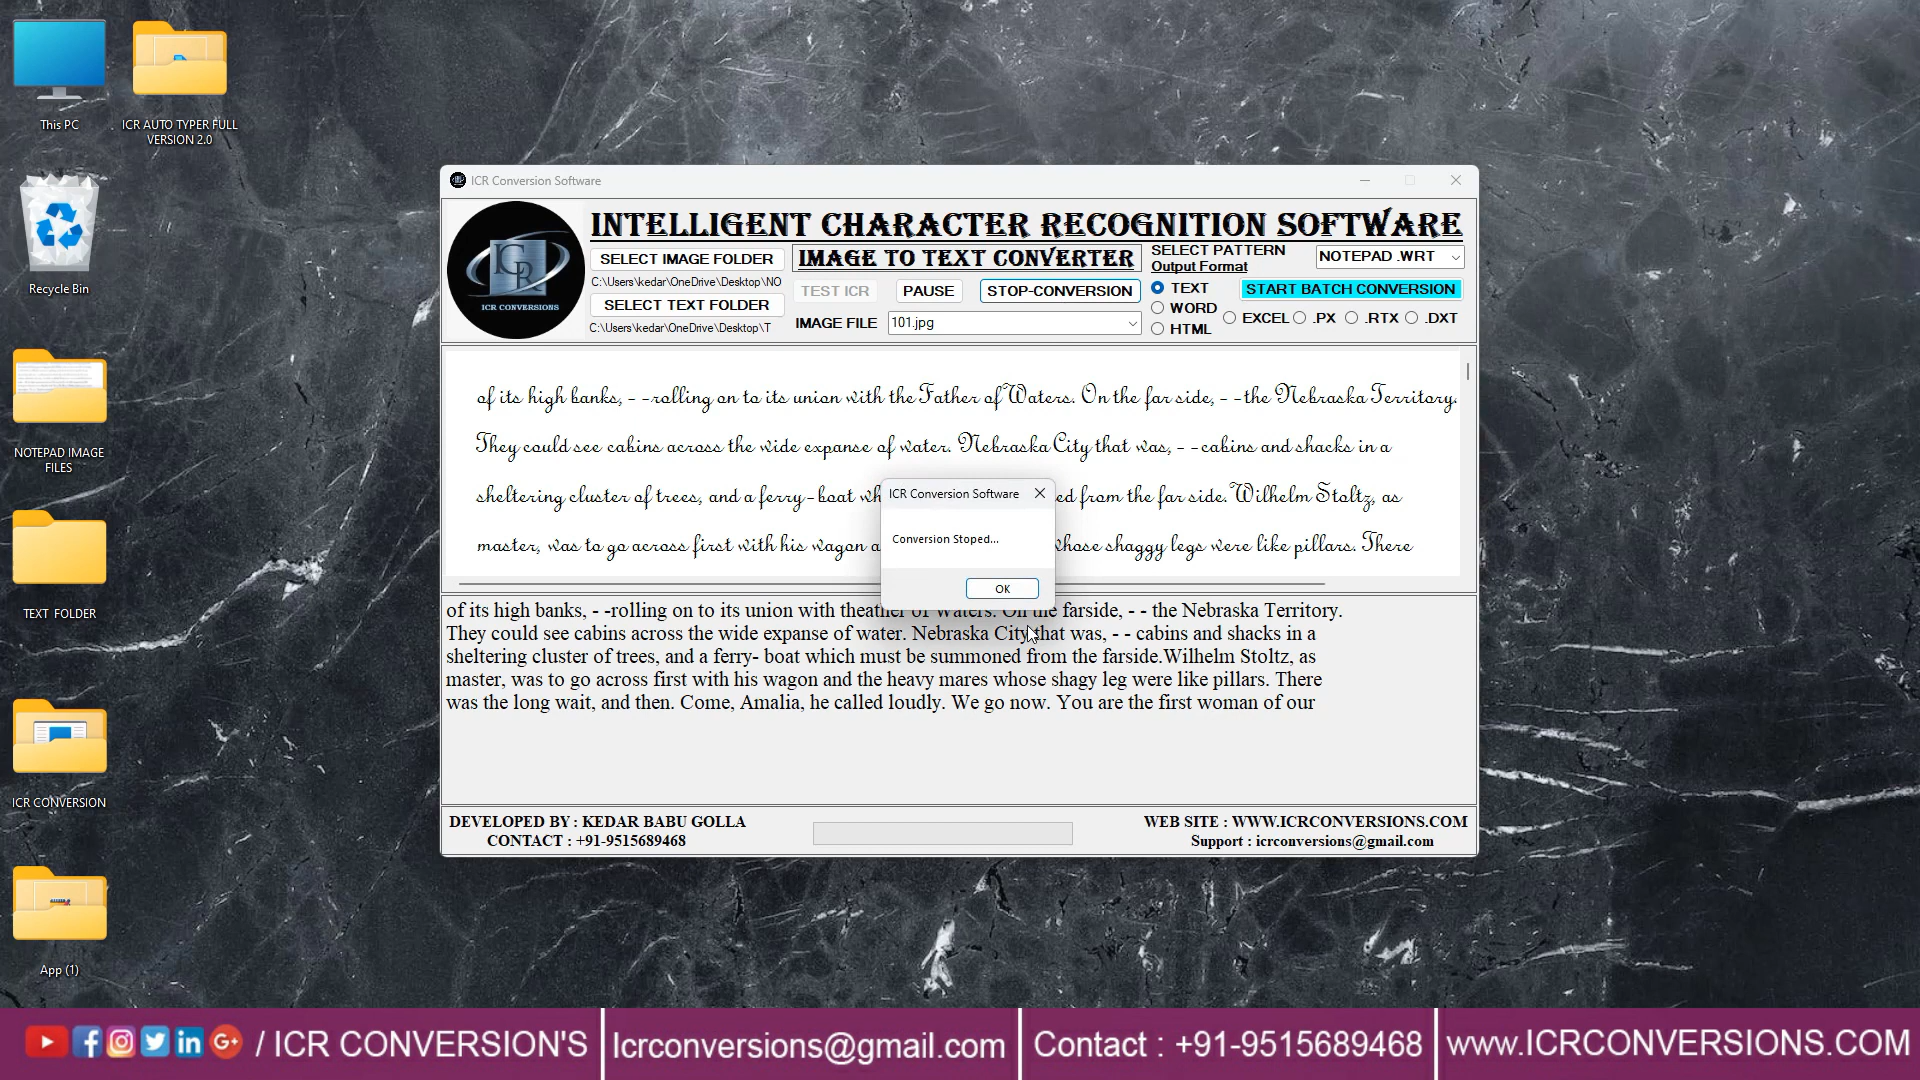 This PC
ICR AUTO TYPER FULL
VERSION 2.0
Recycle Bin
NOTEPAD IMAGE
FILES
TEXT FOLDER
ICR CONVERSION
App (1)
ICR Conversion Software
ICR
ICR CONVERSIONS
INTELLIGENT CHARACTER RECOGNITION SOFTWARE
SELECT IMAGE FOLDER
C:\Users\kedar\OneDrive\Desktop\NO
SELECT TEXT FOLDER
C:\Users\kedar\OneDrive\Desktop\T
IMAGE TO TEXT CONVERTER
TEST ICR PAUSE STOP-CONVERSION
IMAGE FILE 101.jpg
SELECT PATTERN NOTEPAD .WRT
Output Format
TEXT START BATCH CONVERSION
WORD EXCEL .PX .RTX .DXT
HTML
of its high banks, - -rolling on to its union with the Father of Waters. On the far side, - -the Nebraska Territory.
They could see cabins across the wide expanse of water. Nebraska City that was, - -cabins and shacks in a
sheltering cluster of trees, and a ferry-boat wh ed from the far side.Wilhelm Stoltz, as
master, was to go across first with his wagon a whose shaggy legs were like pillars. There
ICR Conversion Software
Conversion Stoped...
OK
of its high banks, - -rolling on to its union with theather of Waters. On the farside, - - the Nebraska Territory.
They could see cabins across the wide expanse of water. Nebraska City that was, - - cabins and shacks in a
sheltering cluster of trees, and a ferry- boat which must be summoned from the farside.Wilhelm Stoltz, as
master, was to go across first with his wagon and the heavy mares whose shagy leg were like pillars. There
was the long wait, and then. Come, Amalia, he called loudly. We go now. You are the first woman of our
DEVELOPED BY : KEDAR BABU GOLLA
CONTACT : +91-9515689468
WEB SITE : WWW.ICRCONVERSIONS.COM
Support : icrconversions@gmail.com
/ ICR CONVERSION'S
Icrconversions@gmail.com
Contact : +91-9515689468
www.ICRCONVERSIONS.COM